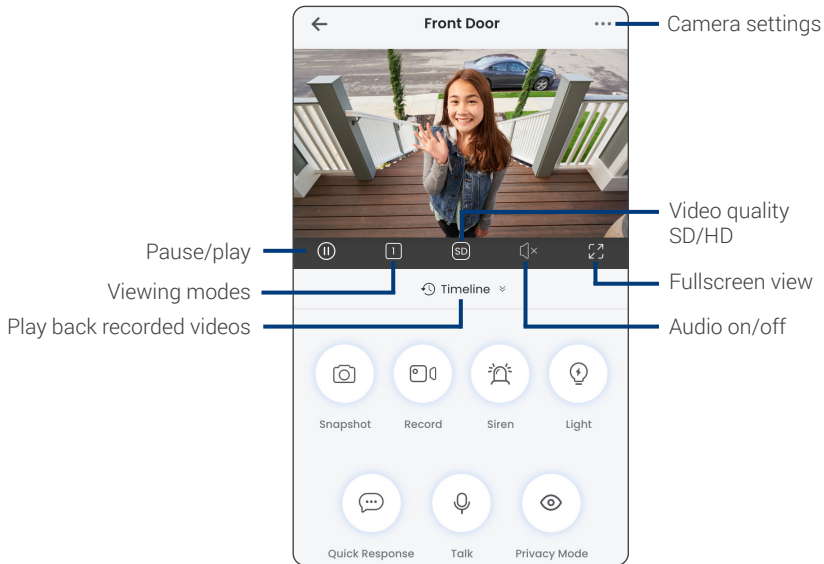 Front Door
Camera settings
Video quality
SD/HD
Pause/play
1
SD
Viewing modes
Fullscreen view
Timeline
Play back recorded videos
Audio on/off
Snapshot
Record
Siren
Light
Quick Response
Talk
Privacy Mode